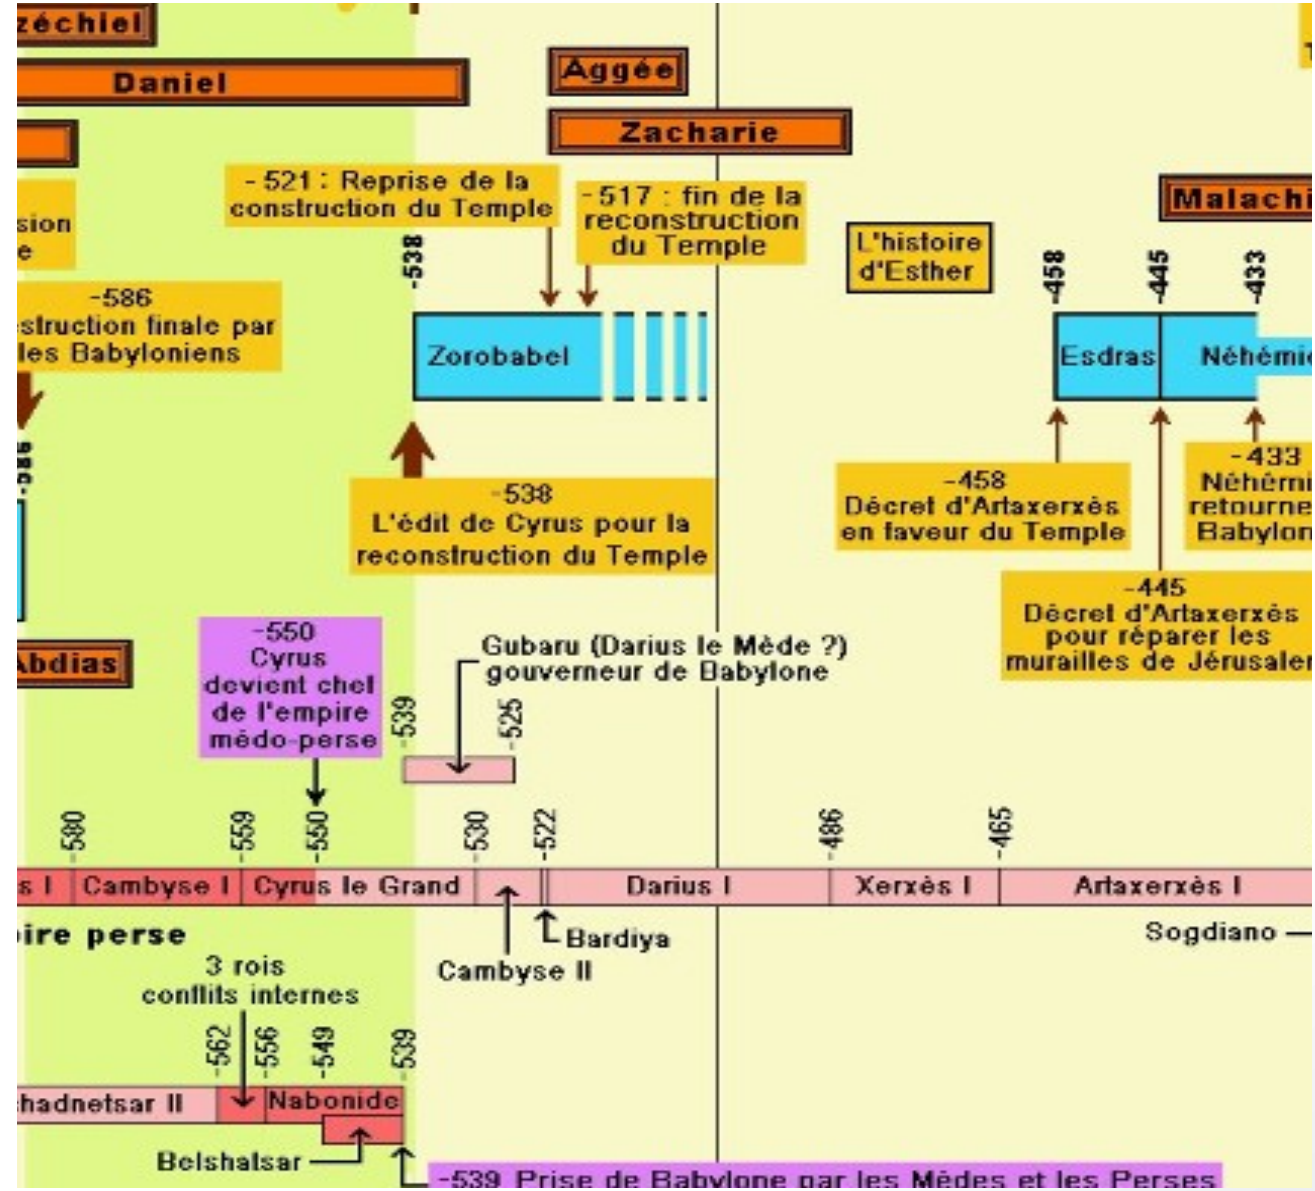 zéchiel
Daniel
Aggée
Zacharie
- 521 : Reprise de la
construction du Temple
- 517 : fin de la
reconstruction
du Temple
Malachi
sion
e
-538
L'histoire
d'Esther
-458
-445
-433
-586
struction finale par
les Babyloniens
Zorobabel
Esdras
Néhémie
-586
-538
L'édit de Cyrus pour la
reconstruction du Temple
-458
Décret d'Artaxerxès
en faveur du Temple
-433
Néhémi
retourne
Babylon
-445
Décret d'Artaxerxès
pour réparer les
murailles de Jérusalem
Abdias
-550
Cyrus
devient chef
de l'empire
médo-perse
Gubaru (Darius le Mède ?)
gouverneur de Babylone
-539
-525
-580
-559
-550
-530
-522
-486
-465
s I
Cambyse I
Cyrus le Grand
Darius I
Xerxès I
Artaxerxès I
ire perse
Bardiya
Cambyse II
Sogdiano
3 rois
conflits internes
-562
-556
-549
-539
hadnetsar II
Nabonide
Belshatsar
-539 Prise de Babylone par les Mèdes et les Perses